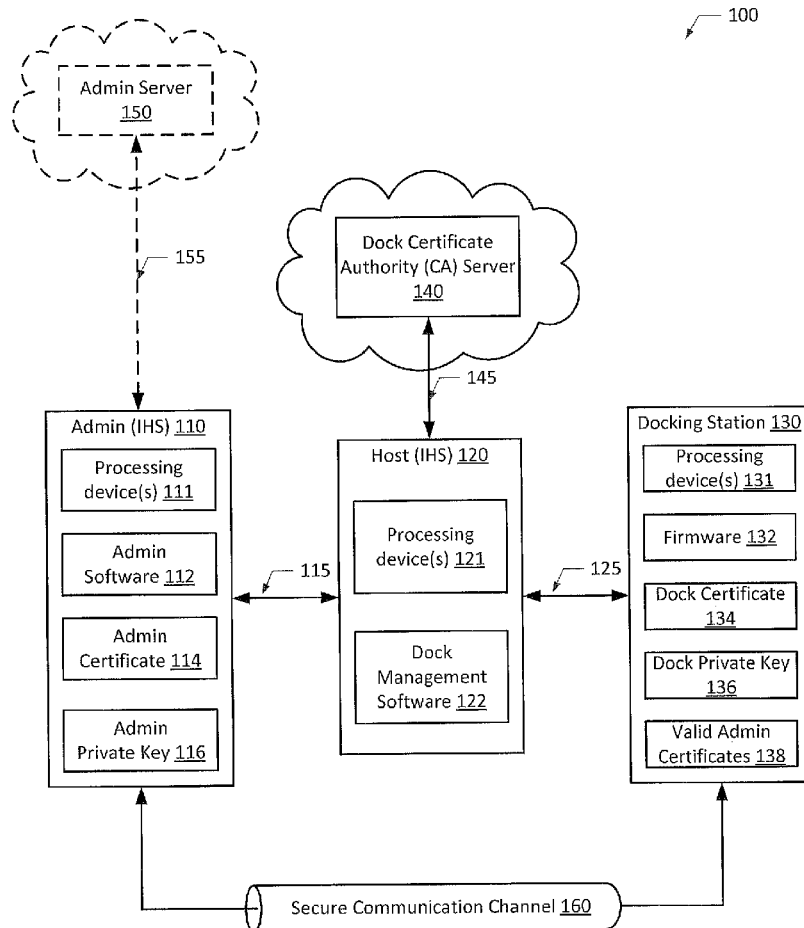 100
Admin Server
150
155
Dock Certificate
Authority (CA) Server
140
145
Admin (IHS) 110
Processing
device(s) 111
Admin
Software 112
Admin
Certificate 114
Admin
Private Key 116
115
Host (IHS) 120
Processing
device(s) 121
Dock
Management
Software 122
125
Docking Station 130
Processing
device(s) 131
Firmware 132
Dock Certificate
134
Dock Private Key
136
Valid Admin
Certificates 138
Secure Communication Channel 160